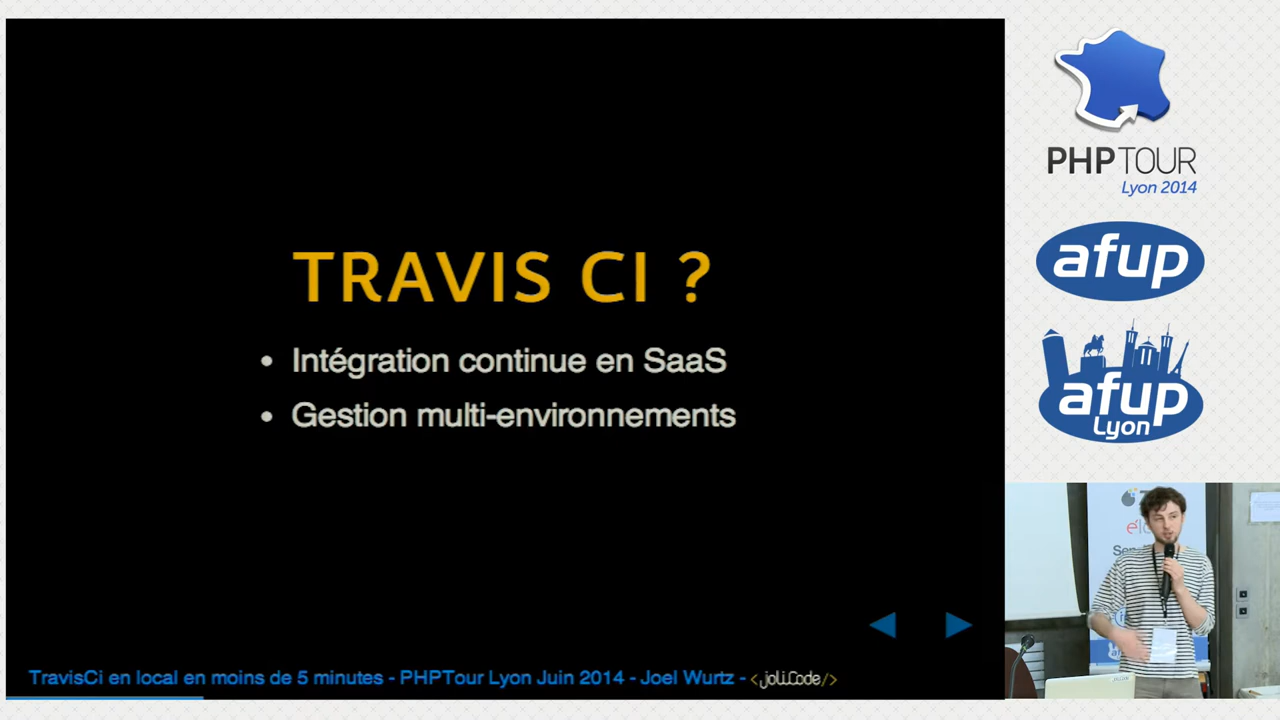 TRAVIS CI ?
• Intégration continue en SaaS
• Gestion multi-environnements
TravisCi en local en moins de 5 minutes - PHPTour Lyon Juin 2014 - Joel Wurtz - <joliCode/>
PHPTOUR
Lyon 2014
afup
afup
Lyon